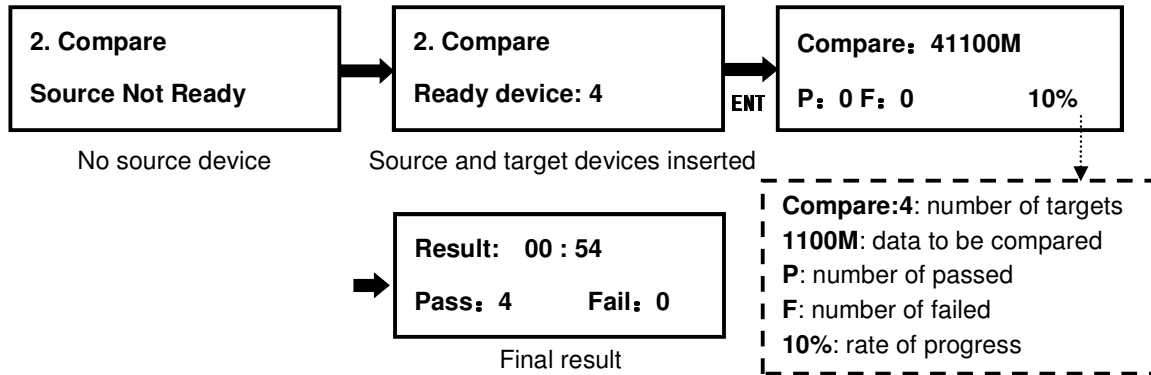 2. Compare
Source Not Ready
No source device
2. Compare
Ready device: 4
Source and target devices inserted
ENT
Compare：41100M
P：0 F：0 10%
Compare:4: number of targets
1100M: data to be compared
P: number of passed
F: number of failed
10%: rate of progress
Result: 00 : 54
Pass：4 Fail：0
Final result